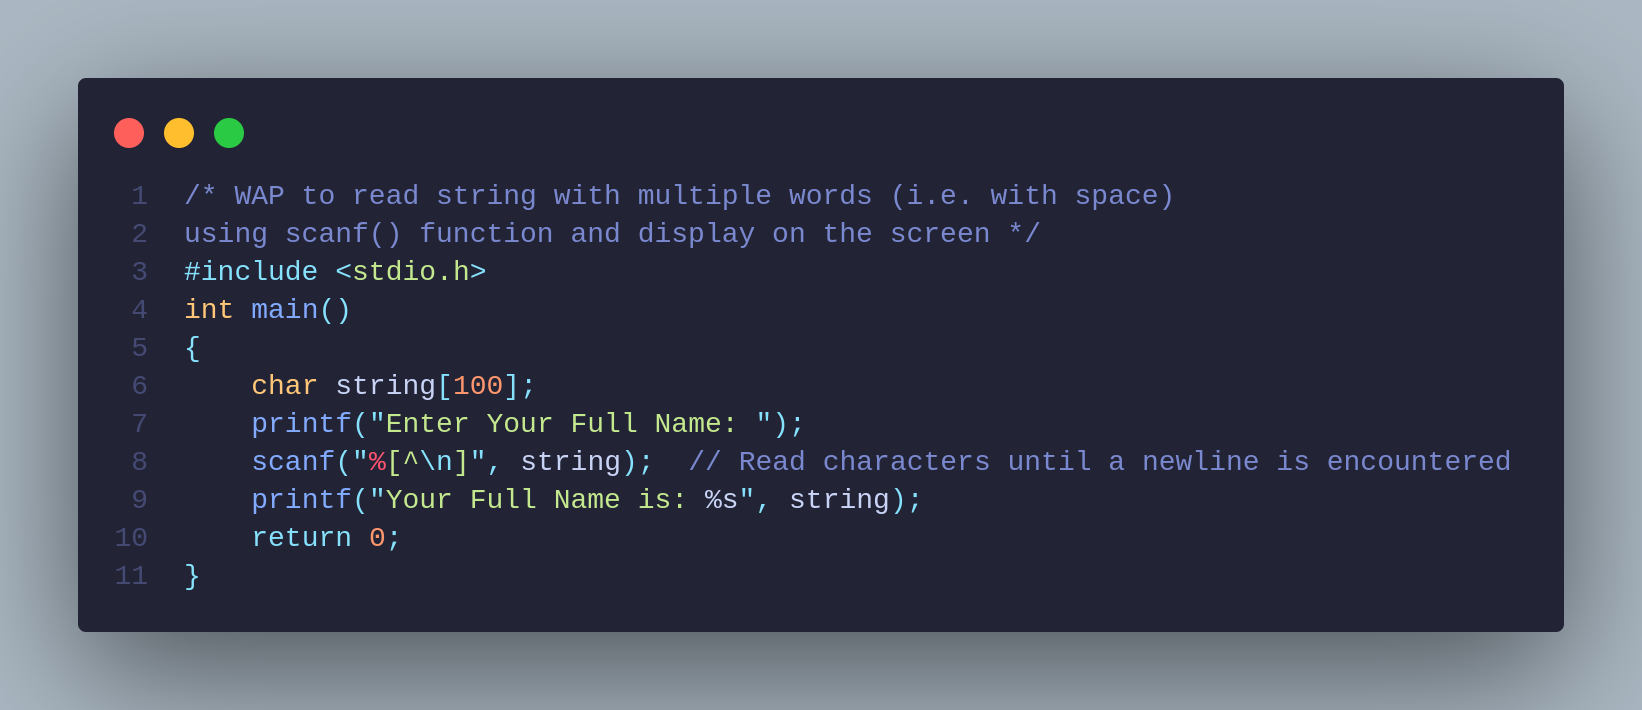 1 /* WAP to read string with multiple words (i.e. with space)
2 using scanf() function and display on the screen */
3 #include <stdio.h>
4 int main()
5 {
6     char string[100];
7     printf("Enter Your Full Name: ");
8     scanf("%[^\n]", string);  // Read characters until a newline is encountered
9     printf("Your Full Name is: %s", string);
10     return 0;
11 }